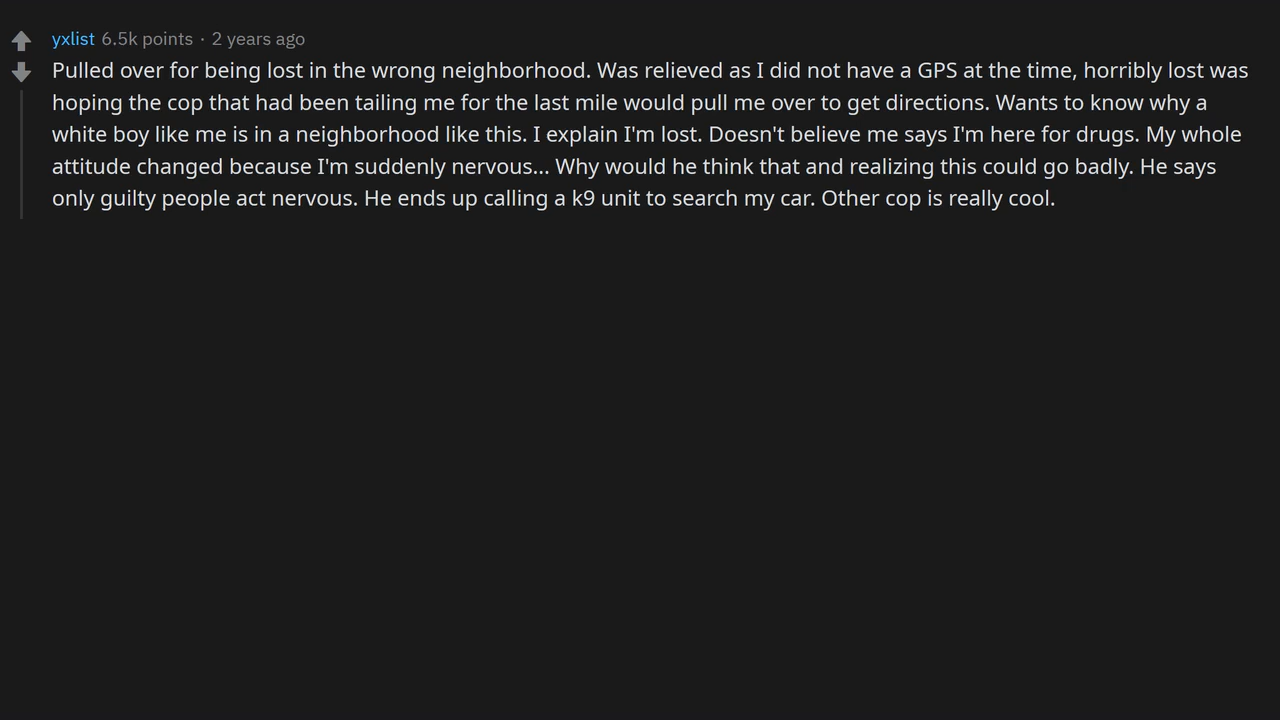 yxlist 6.5k points · 2 years ago
Pulled over for being lost in the wrong neighborhood. Was relieved as I did not have a GPS at the time, horribly lost was
hoping the cop that had been tailing me for the last mile would pull me over to get directions. Wants to know why a
white boy like me is in a neighborhood like this. I explain I'm lost. Doesn't believe me says I'm here for drugs. My whole
attitude changed because I'm suddenly nervous... Why would he think that and realizing this could go badly. He says
only guilty people act nervous. He ends up calling a k9 unit to search my car. Other cop is really cool.